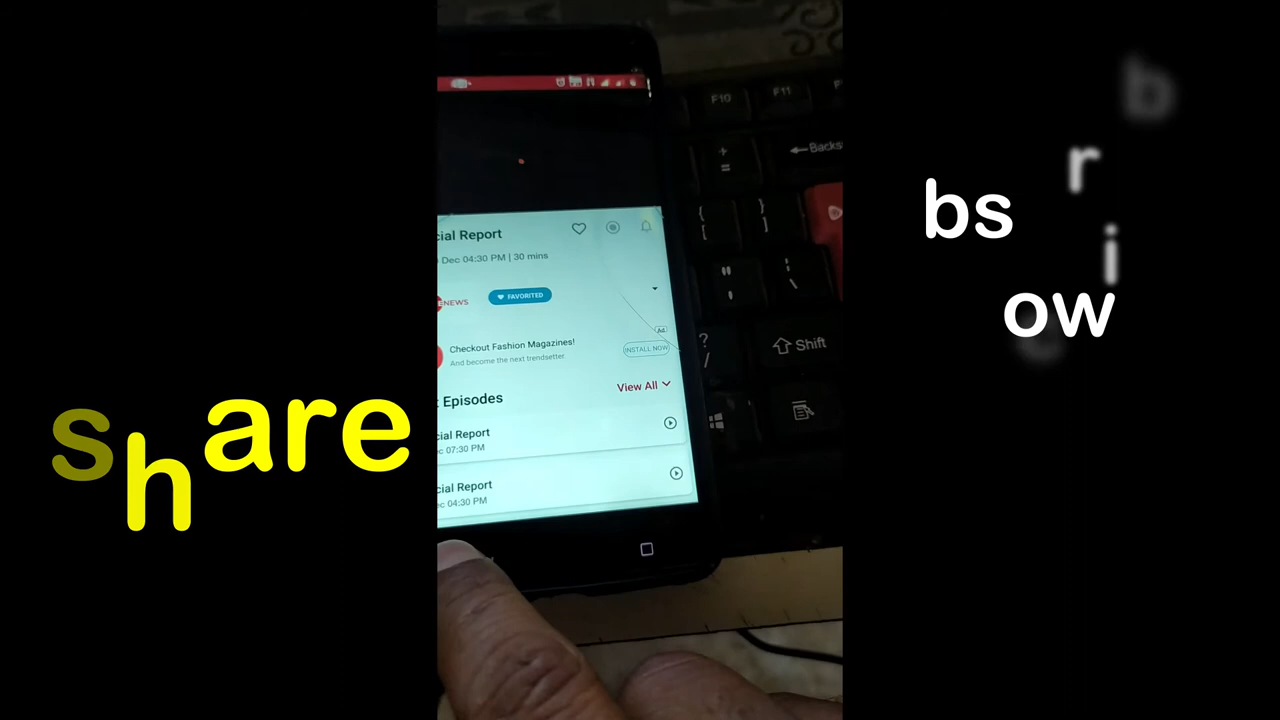 share
bs
r
i
b
ow
cial Report
Dec 04:30 PM | 30 mins
NEWS
FAVORITED
Ad
Checkout Fashion Magazines!
And become the next trendsetter.
INSTALL NOW
View All
t Episodes
cial Report
ec 07:30 PM
cial Report
ec 04:30 PM
F10
F11
F
+
=
Backs
{
[
}
]
"
'
?
/
Shift